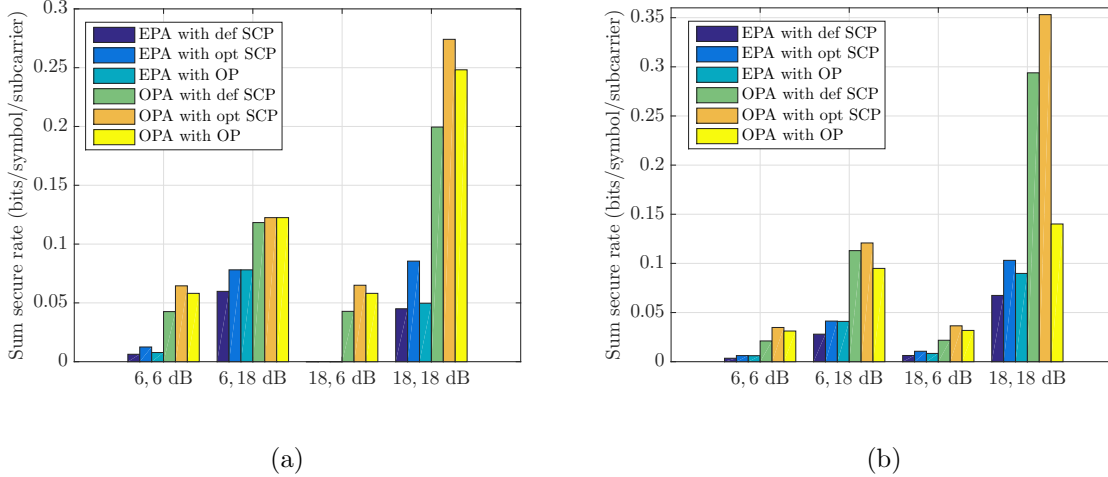 Sum secure rate (bits/symbol/subcarrier)
0.3
0.25
0.2
0.15
0.1
0.05
0
EPA with def SCP
EPA with opt SCP
EPA with OP
OPA with def SCP
OPA with opt SCP
OPA with OP
6, 6 dB
6, 18 dB
18, 6 dB
18, 18 dB
(a)
Sum secure rate (bits/symbol/subcarrier)
0.35
0.3
0.25
0.2
0.15
0.1
0.05
0
EPA with def SCP
EPA with opt SCP
EPA with OP
OPA with def SCP
OPA with opt SCP
OPA with OP
6, 6 dB
6, 18 dB
18, 6 dB
18, 18 dB
(b)